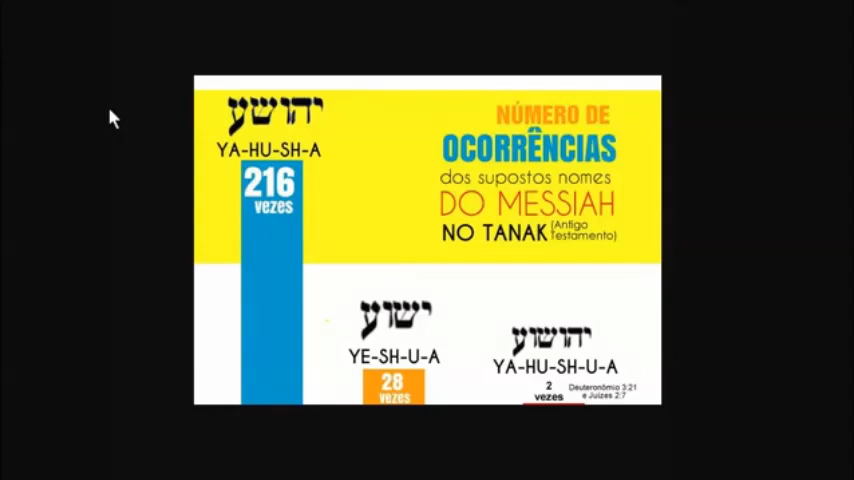 יהושע
YA-HU-SH-A
216
vezes
NÚMERO DE
OCORRÊNCIAS
dos supostos nomes
DO MESSIAH
NO TANAK (Antigo Testamento)
ישוע
YE-SH-U-A
28
vezes
יהושוע
YA-HU-SH-U-A
2
vezes
Deuteronômio 3:21
e Juízes 2:7